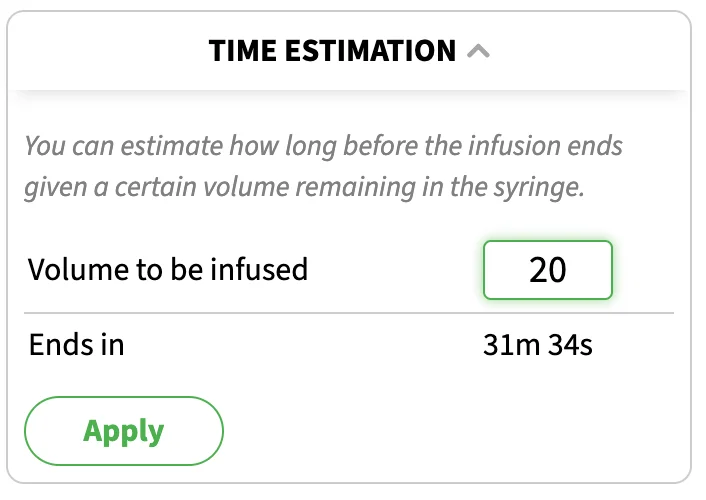 TIME ESTIMATION
You can estimate how long before the infusion ends
given a certain volume remaining in the syringe.
Volume to be infused 20
Ends in 31m 34s
Apply